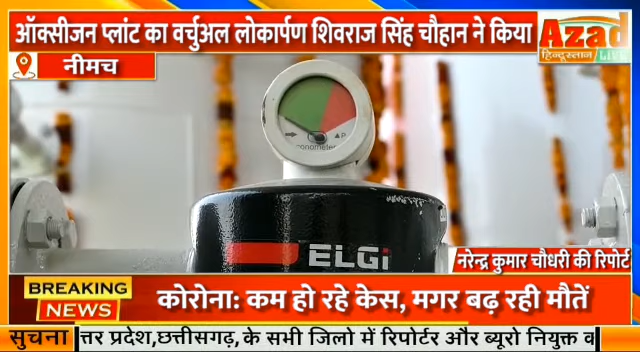 ऑक्सीजन प्लांट का वर्चुअल लोकार्पण शिवराज सिंह चौहान ने किया
Azad
हिन्दुस्तान LIVE
नीमच
ELGi
नरेन्द्र कुमार चौधरी की रिपोर्ट
BREAKING
NEWS
कोरोना: कम हो रहे केस, मगर बढ़ रही मौतें
सूचना
त्तर प्रदेश,छत्तीसगढ़, के सभी जिलो में रिपोर्टर और ब्यूरो नियुक्त